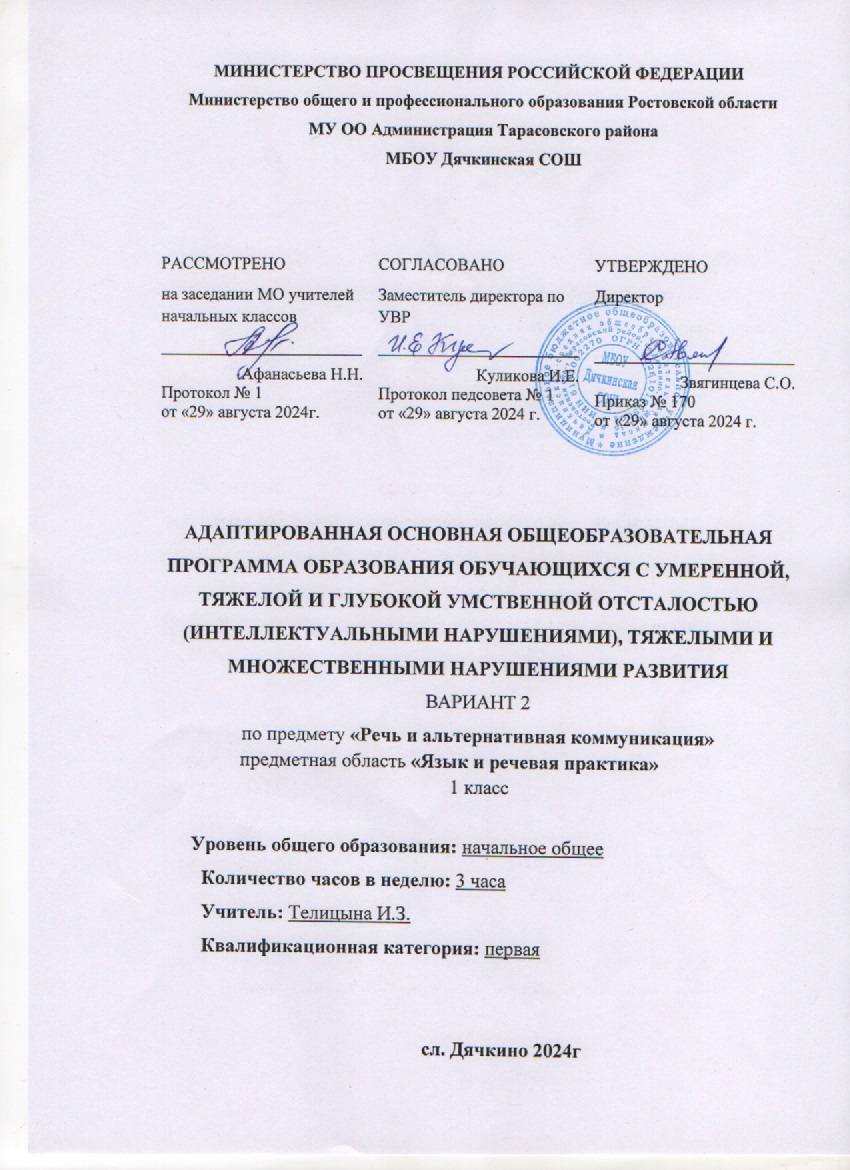 МИНИСТЕРСТВО ПРОСВЕЩЕНИЯ РОССИЙСКОЙ ФЕДЕРАЦИИ
Министерство общего и профессионального образования Ростовской области
МУ ОО Администрация Тарасовского района
МБОУ Дячкинская СОШ
РАССМОТРЕНО
на заседании МО учителей
начальных классов
Афанасьева Н.Н.
Протокол № 1
от «29» августа 2024г.
СОГЛАСОВАНО
Заместитель директора по
УВР
Куликова И.Е.
Протокол педсовета № 1
от «29» августа 2024 г.
УТВЕРЖДЕНО
Директор
Звягинцева С.О.
Приказ № 170
от «29» августа 2024 г.
МБОУ
Дячкинская
АДАПТИРОВАННАЯ ОСНОВНАЯ ОБЩЕОБРАЗОВАТЕЛЬНАЯ
ПРОГРАММА ОБРАЗОВАНИЯ ОБУЧАЮЩИХСЯ С УМЕРЕННОЙ,
ТЯЖЕЛОЙ И ГЛУБОКОЙ УМСТВЕННОЙ ОТСТАЛОСТЬЮ
(ИНТЕЛЛЕКТУАЛЬНЫМИ НАРУШЕНИЯМИ), ТЯЖЕЛЫМИ И
МНОЖЕСТВЕННЫМИ НАРУШЕНИЯМИ РАЗВИТИЯ
ВАРИАНТ 2
по предмету «Речь и альтернативная коммуникация»
предметная область «Язык и речевая практика»
1 класс
Уровень общего образования: начальное общее
Количество часов в неделю: 3 часа
Учитель: Телицына И.З.
Квалификационная категория: первая
сл. Дячкино 2024г